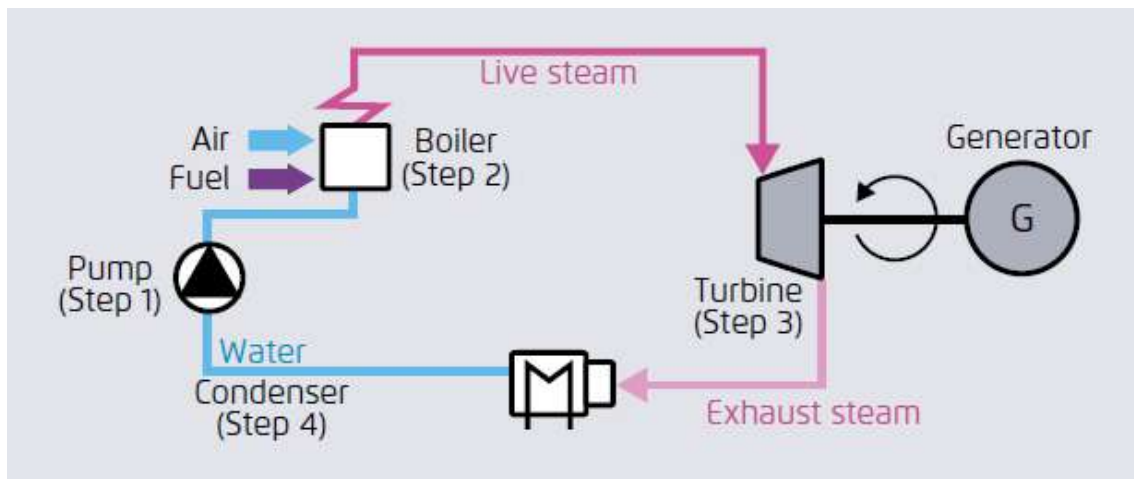 Live steam
Air
Fuel
Boiler
(Step 2)
Generator
G
Pump
(Step 1)
Turbine
(Step 3)
Water
Condenser
(Step 4)
Exhaust steam